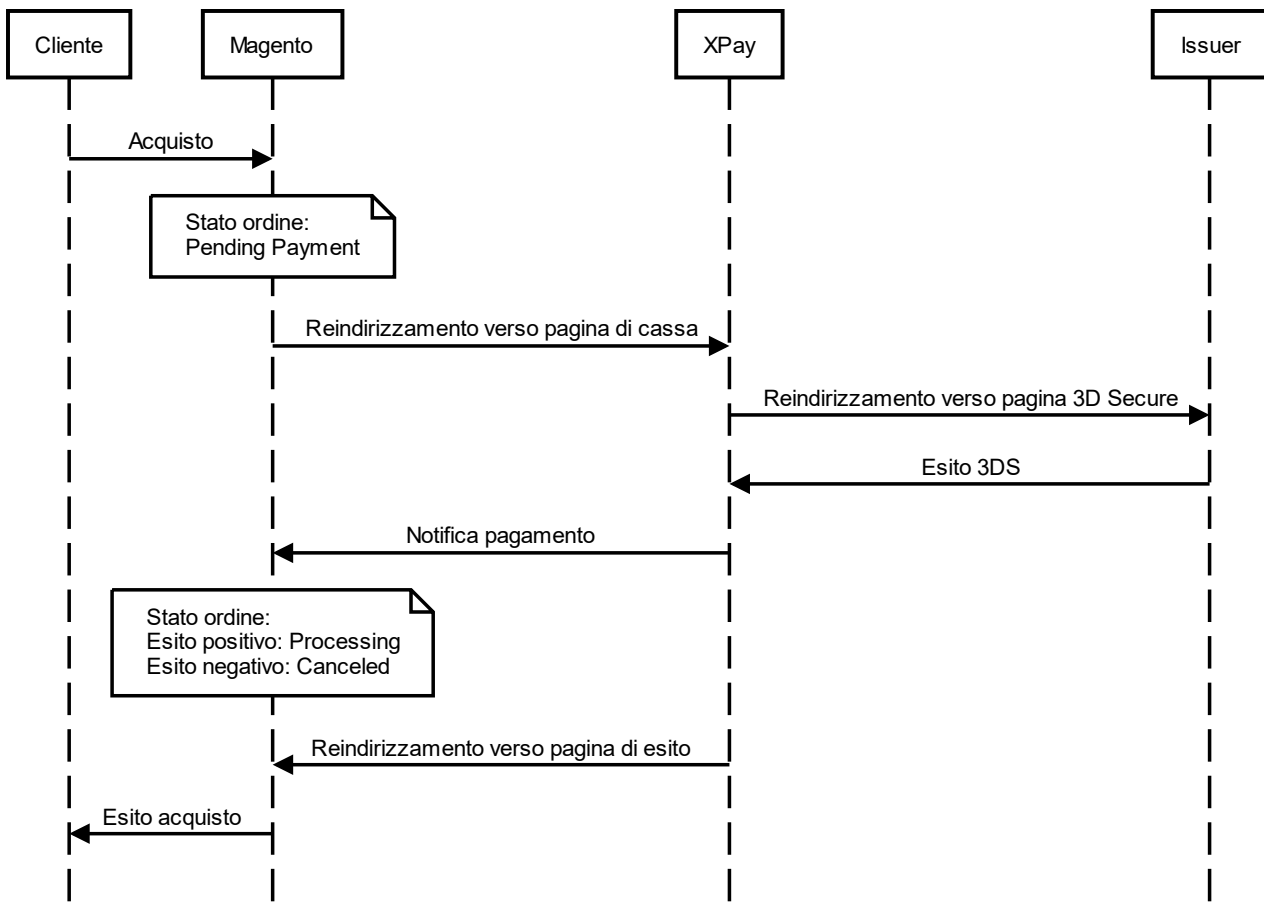 Cliente
Magento
XPay
Issuer
Acquisto
Stato ordine:
Pending Payment
Reindirizzamento verso pagina di cassa
Reindirizzamento verso pagina 3D Secure
Esito 3DS
Notifica pagamento
Stato ordine:
Esito positivo: Processing
Esito negativo: Canceled
Reindirizzamento verso pagina di esito
Esito acquisto